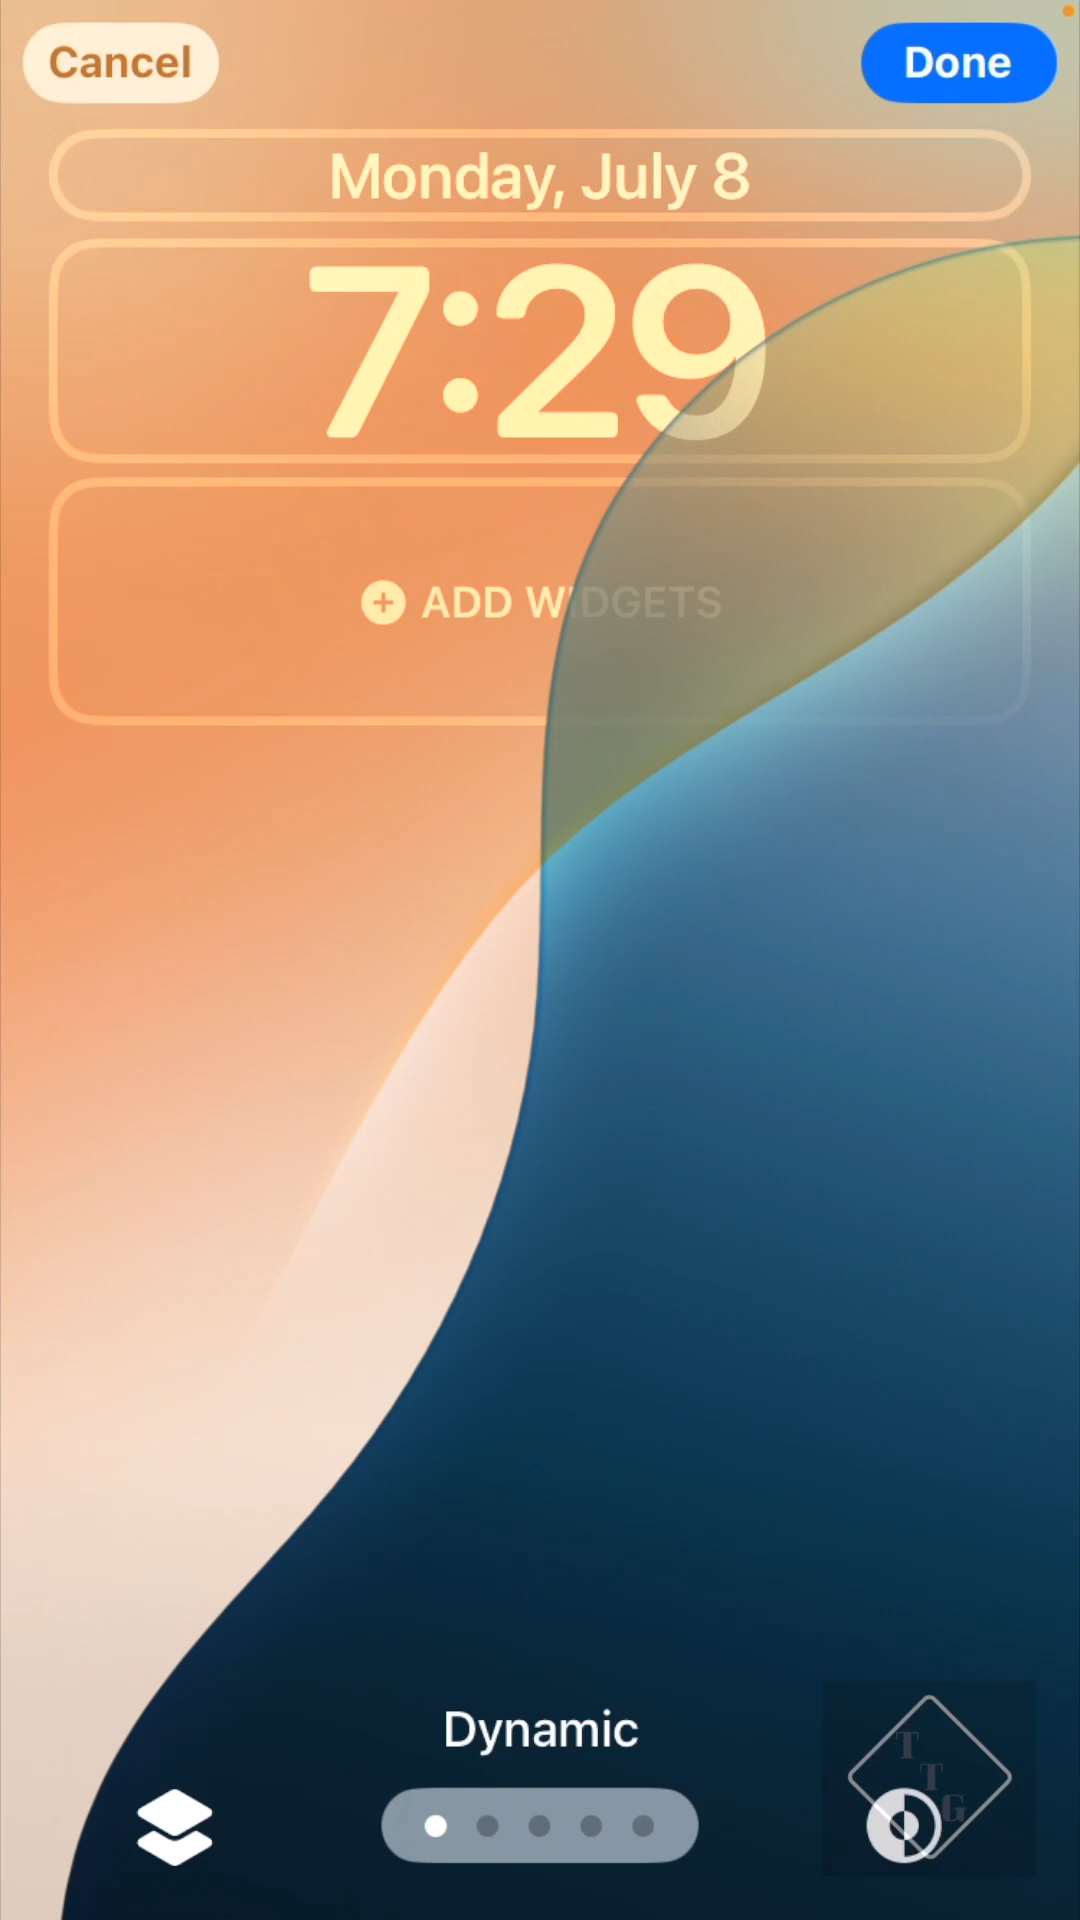 Cancel
Done
Monday, July 8
7:29
ADD WIDGETS
Dynamic
T
T
G